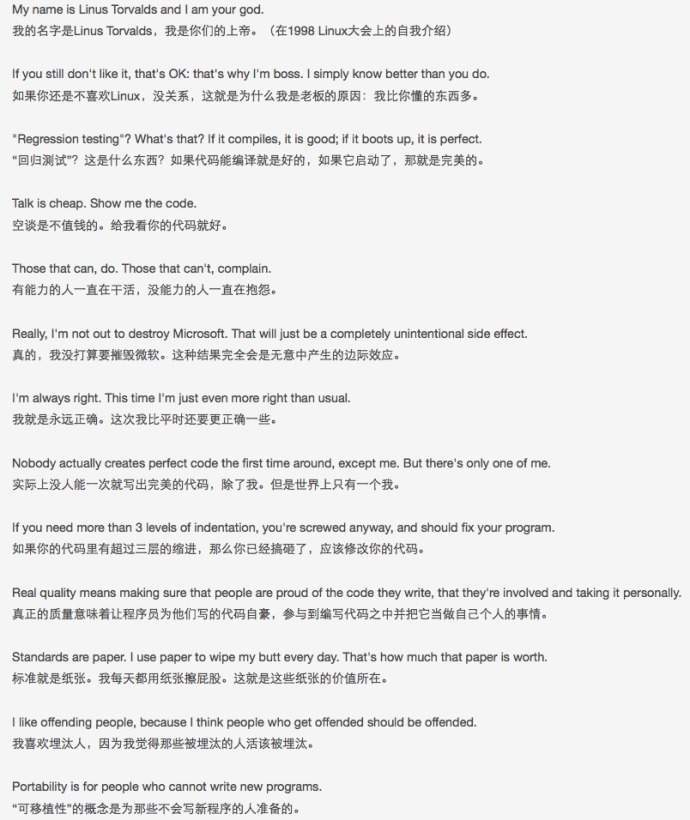 My name is Linus Torvalds and I am your god.
我的名字是Linus Torvalds，我是你们的上帝。（在1998 Linux大会上的自我介绍）
If you still don't like it, that's OK: that's why I'm boss. I simply know better than you do.
如果你还是不喜欢Linux，没关系，这就是为什么我是老板的原因：我比你懂的东西多。
"Regression testing"? What's that? If it compiles, it is good; if it boots up, it is perfect.
“回归测试”？这是什么东西？如果代码能编译就是好的，如果它启动了，那就是完美的。
Talk is cheap. Show me the code.
空谈是不值钱的。给我看你的代码就好。
Those that can, do. Those that can't, complain.
有能力的人一直在干活，没能力的人一直在抱怨。
Really, I'm not out to destroy Microsoft. That will just be a completely unintentional side effect.
真的，我没打算要摧毁微软。这种结果完全会是无意中产生的边际效应。
I'm always right. This time I'm just even more right than usual.
我就是永远正确。这次我比平时还要更正确一些。
Nobody actually creates perfect code the first time around, except me. But there's only one of me.
实际上没人能一次就写出完美的代码，除了我。但是世界上只有一个我。
If you need more than 3 levels of indentation, you're screwed anyway, and should fix your program.
如果你的代码里有超过三层的缩进，那么你已经搞砸了，应该修改你的代码。
Real quality means making sure that people are proud of the code they write, that they're involved and taking it personally.
真正的质量意味着让程序员为他们写的代码自豪，参与到编写代码之中并把它当做自己个人的事情。
Standards are paper. I use paper to wipe my butt every day. That's how much that paper is worth.
标准就是纸张。我每天都用纸张擦屁股。这就是这些纸张的价值所在。
I like offending people, because I think people who get offended should be offended.
我喜欢埋汰人，因为我觉得那些被埋汰的人活该被埋汰。
Portability is for people who cannot write new programs.
“可移植性”的概念是为那些不会写新程序的人准备的。